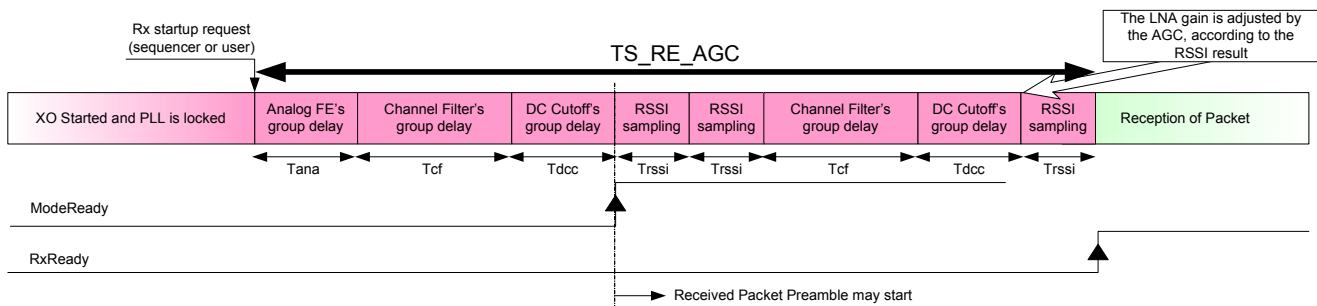 Rx startup request
(sequencer or user)
TS_RE_AGC
The LNA gain is adjusted by
the AGC, according to the
RSSI result
XO Started and PLL is locked
Analog FE's
group delay
Channel Filter's
group delay
DC Cutoff's
group delay
RSSI
sampling
RSSI
sampling
Channel Filter's
group delay
DC Cutoff's
group delay
RSSI
sampling
Reception of Packet
Tana
Tcf
Tdcc
Trssi
Trssi
Tcf
Tdcc
Trssi
ModeReady
RxReady
Received Packet Preamble may start